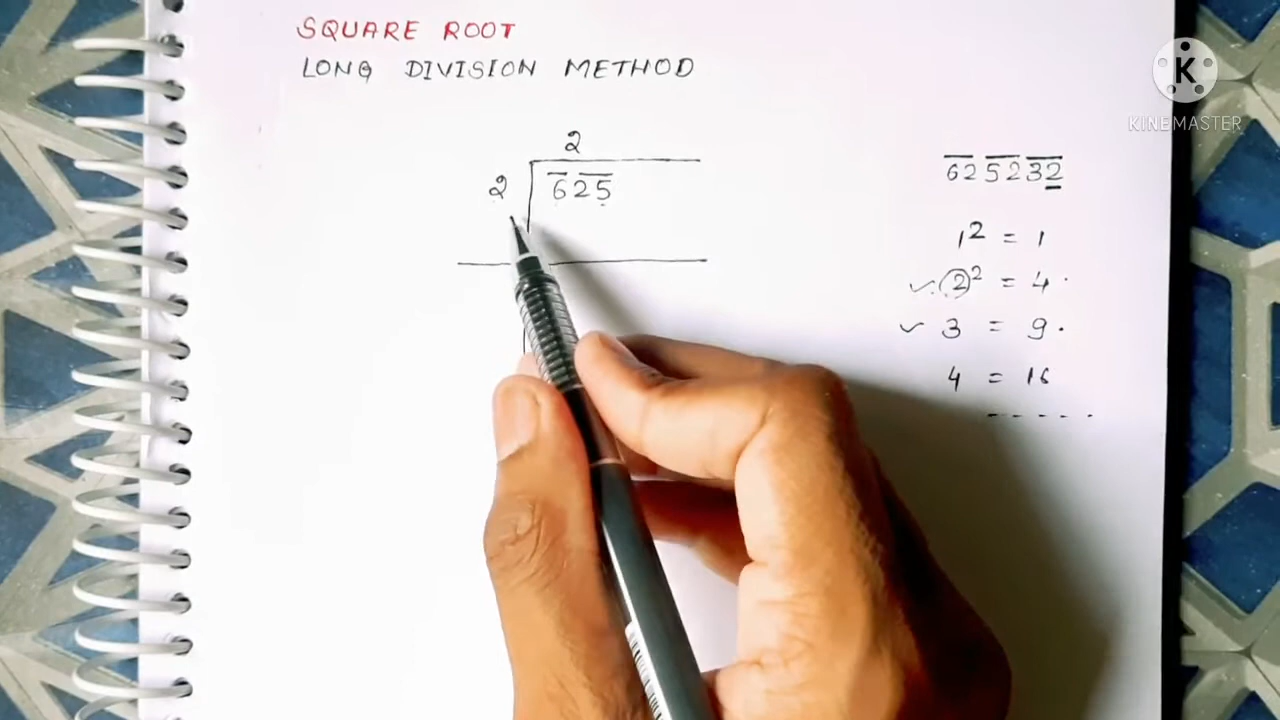 SQUARE ROOT
LONG DIVISION METHOD
K
KINEMASTER
2
2 625
625232
1² = 1
✓ 2² = 4
✓ 3 = 9
4 = 16